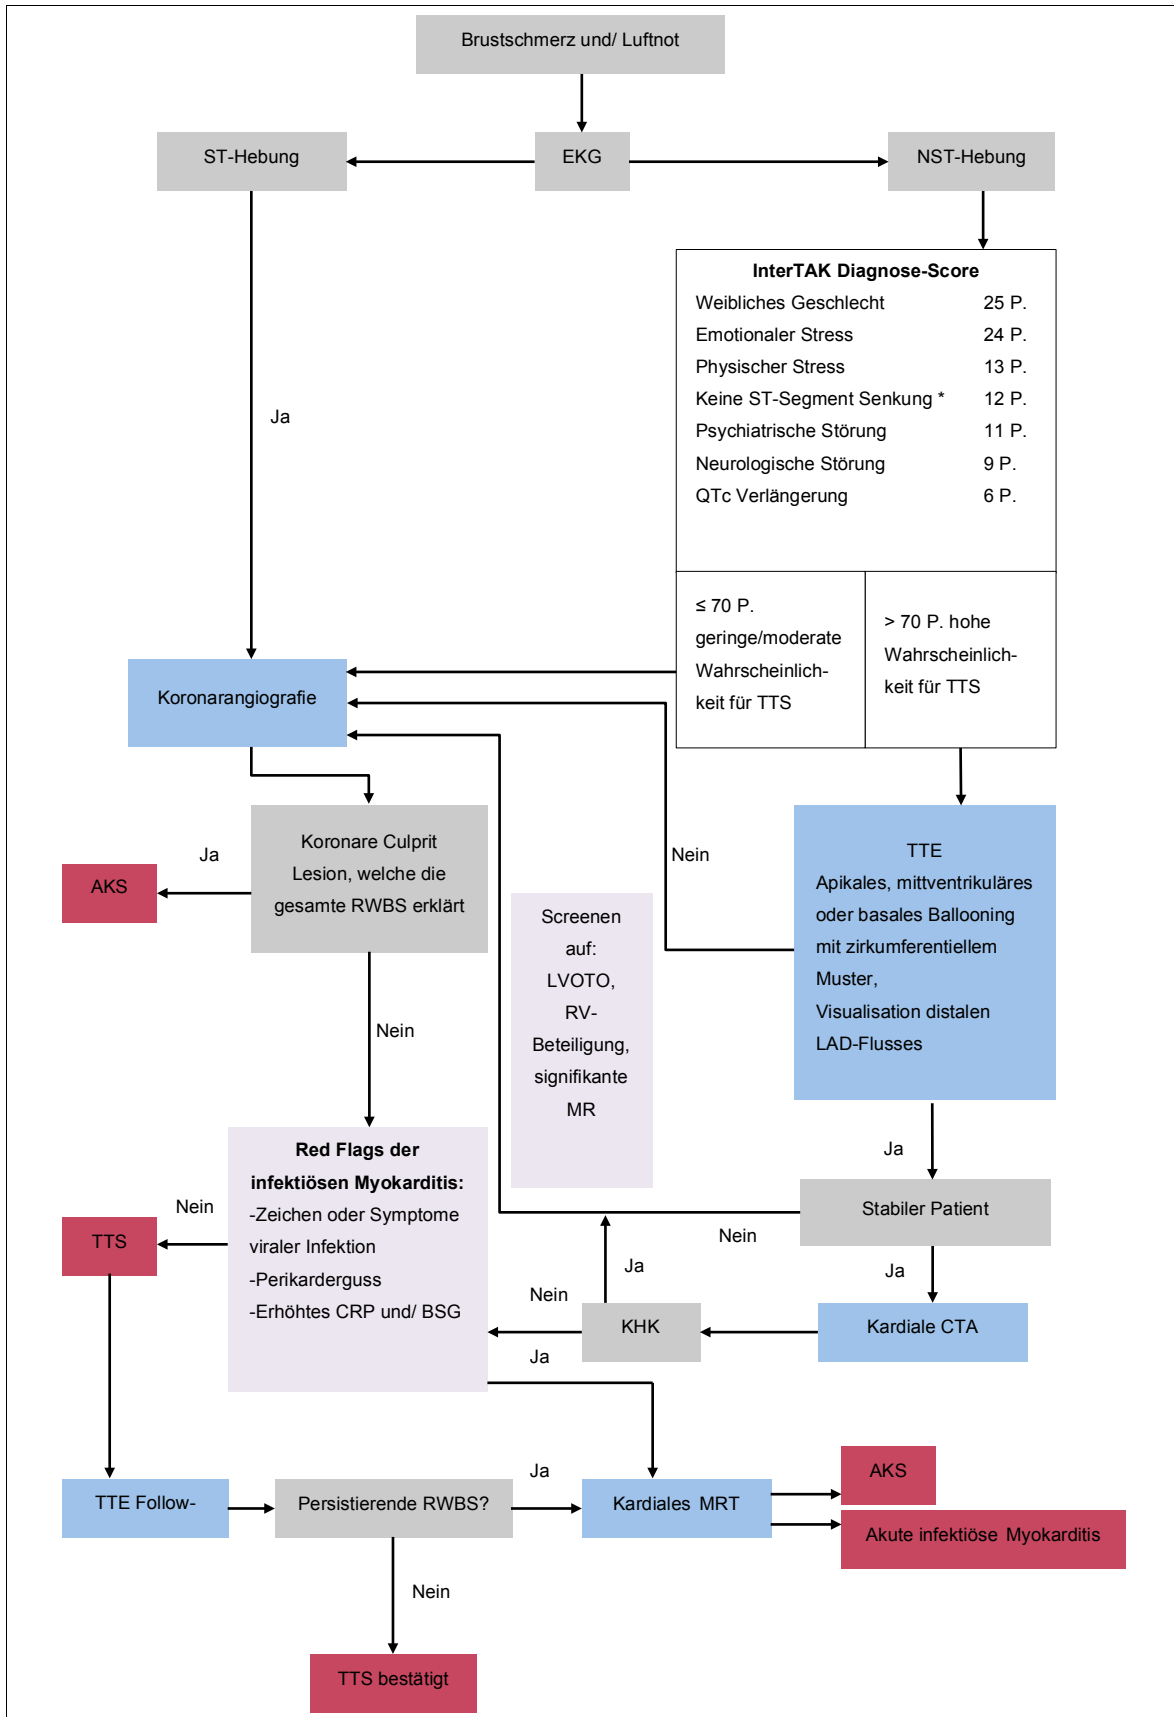 Brustschmerz und/ Luftnot
ST-Hebung
EKG
NST-Hebung
InterTAK Diagnose-Score
Weibliches Geschlecht 25 P.
Emotionaler Stress 24 P.
Physischer Stress 13 P.
Keine ST-Segment Senkung * 12 P.
Psychiatrische Störung 11 P.
Neurologische Störung 9 P.
QTc Verlängerung 6 P.
Ja
≤ 70 P.
geringe/moderate
Wahrscheinlich-
keit für TTS
> 70 P. hohe
Wahrscheinlich-
keit für TTS
Koronarangiografie
Koronare Culprit
Lesion, welche die
gesamte RWBS erklärt
Ja
AKS
Nein
Nein
Screenen
auf:
LVOTO,
RV-
Beteiligung,
signifikante
MR
TTE
Apikales, mittventrikuläres
oder basales Ballooning
mit zirkumferentiellem
Muster,
Visualisation distalen
LAD-Flusses
Ja
Red Flags der
infektiösen Myokarditis:
-Zeichen oder Symptome
viraler Infektion
-Perikarderguss
-Erhöhtes CRP und/ BSG
Nein
TTS
Stabiler Patient
Nein
Ja
Ja
Nein
KHK
Kardiale CTA
Ja
TTE Follow-
Persistierende RWBS?
Ja
Kardiales MRT
AKS
Akute infektiöse Myokarditis
Nein
TTS bestätigt